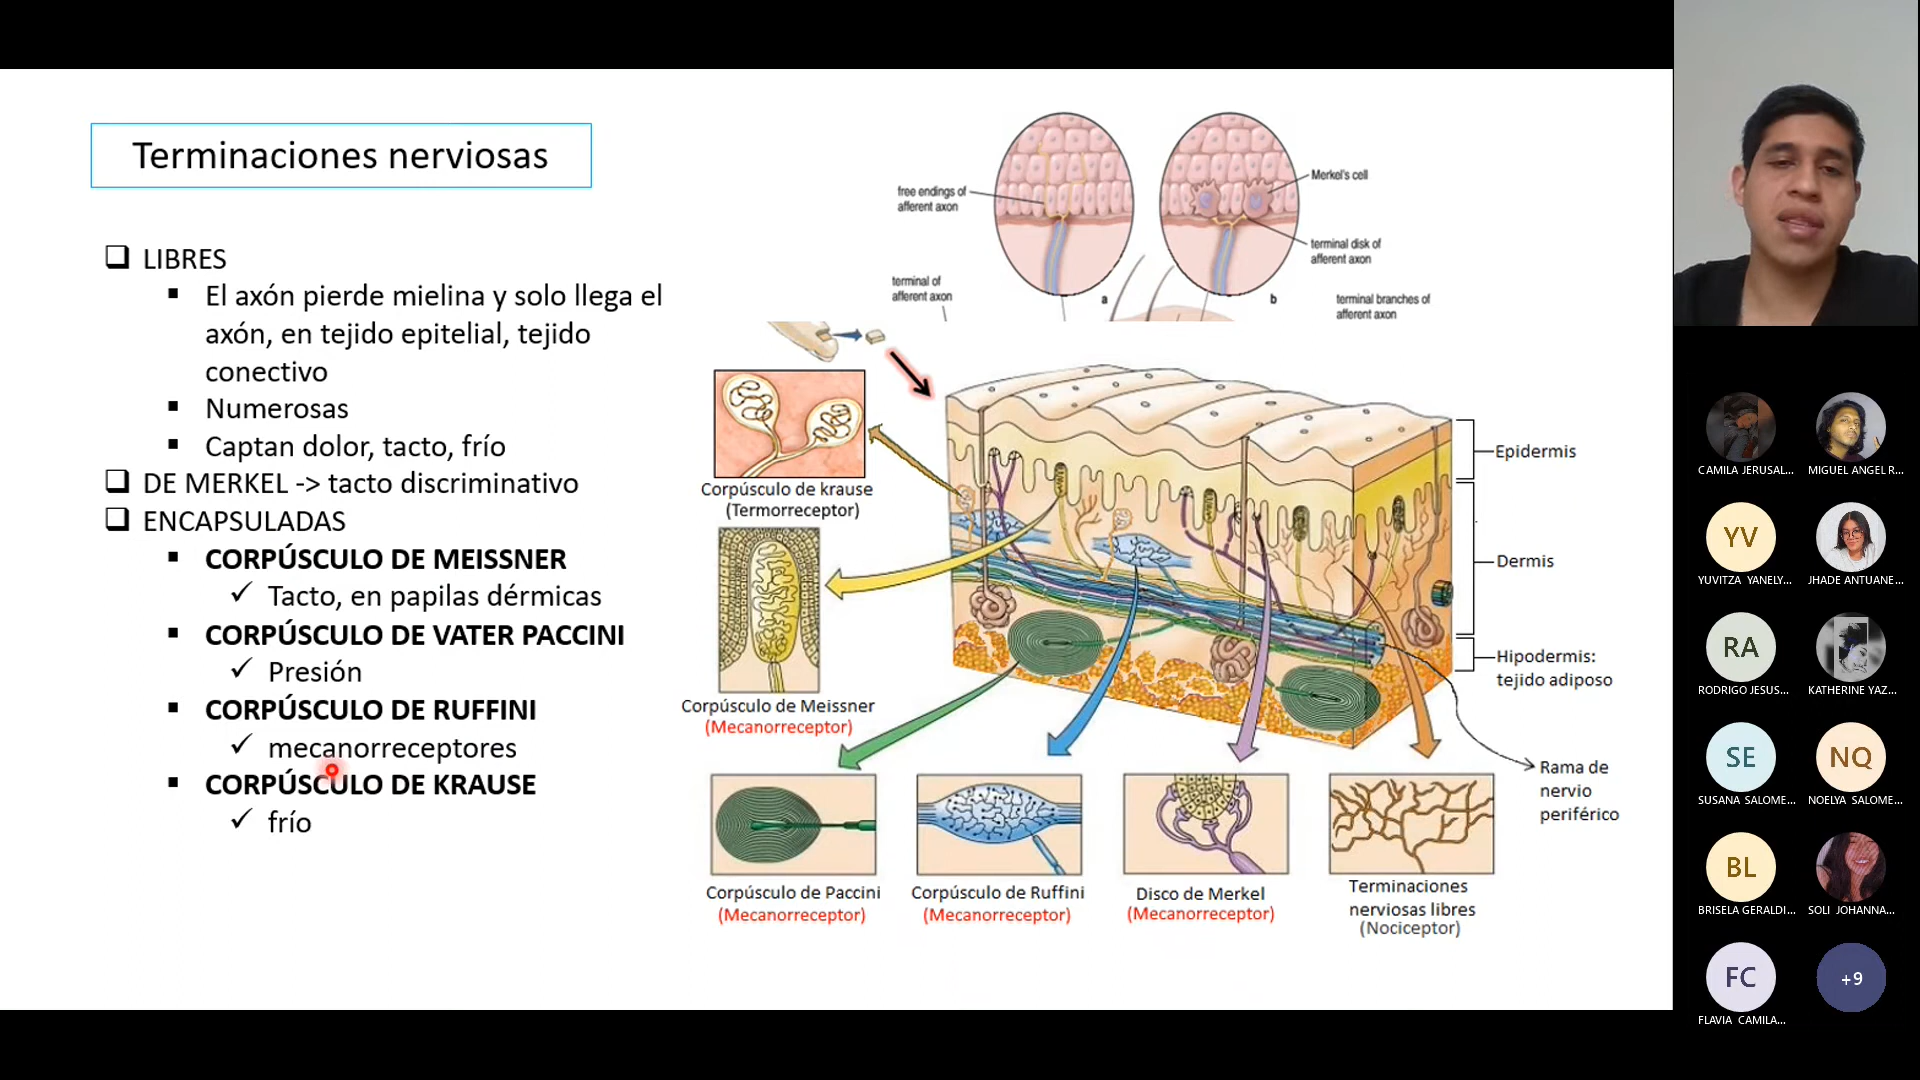 Terminaciones nerviosas
LIBRES
El axón pierde mielina y solo llega el
axón, en tejido epitelial, tejido
conectivo
Numerosas
Captan dolor, tacto, frío
DE MERKEL -> tacto discriminativo
ENCAPSULADAS
CORPÚSCULO DE MEISSNER
Tacto, en papilas dérmicas
CORPÚSCULO DE VATER PACCINI
Presión
CORPÚSCULO DE RUFFINI
mecanorreceptores
CORPÚSCULO DE KRAUSE
frío
free endings of
afferent axon
Merkel's cell
terminal disk of
afferent axon
terminal of
afferent axon
a
b
terminal branches of
afferent axon
Corpúsculo de krause
(Termorreceptor)
Corpúsculo de Meissner
(Mecanorreceptor)
Epidermis
Dermis
Hipodermis:
tejido adiposo
Rama de
nervio
periférico
Corpúsculo de Paccini
(Mecanorreceptor)
Corpúsculo de Ruffini
(Mecanorreceptor)
Disco de Merkel
(Mecanorreceptor)
Terminaciones
nerviosas libres
(Nociceptor)
CAMILA JERUSAL...
MIGUEL ANGEL R...
YV
YUVITZA YANELY...
JHADE ANTUANE...
RA
RODRIGO JESUS...
KATHERINE YAZ...
SE
SUSANA SALOME...
NQ
NOELYA SALOME...
BL
BRISELA GERALDI...
SOLI JOHANNA...
FC
FLAVIA CAMILA...
+9